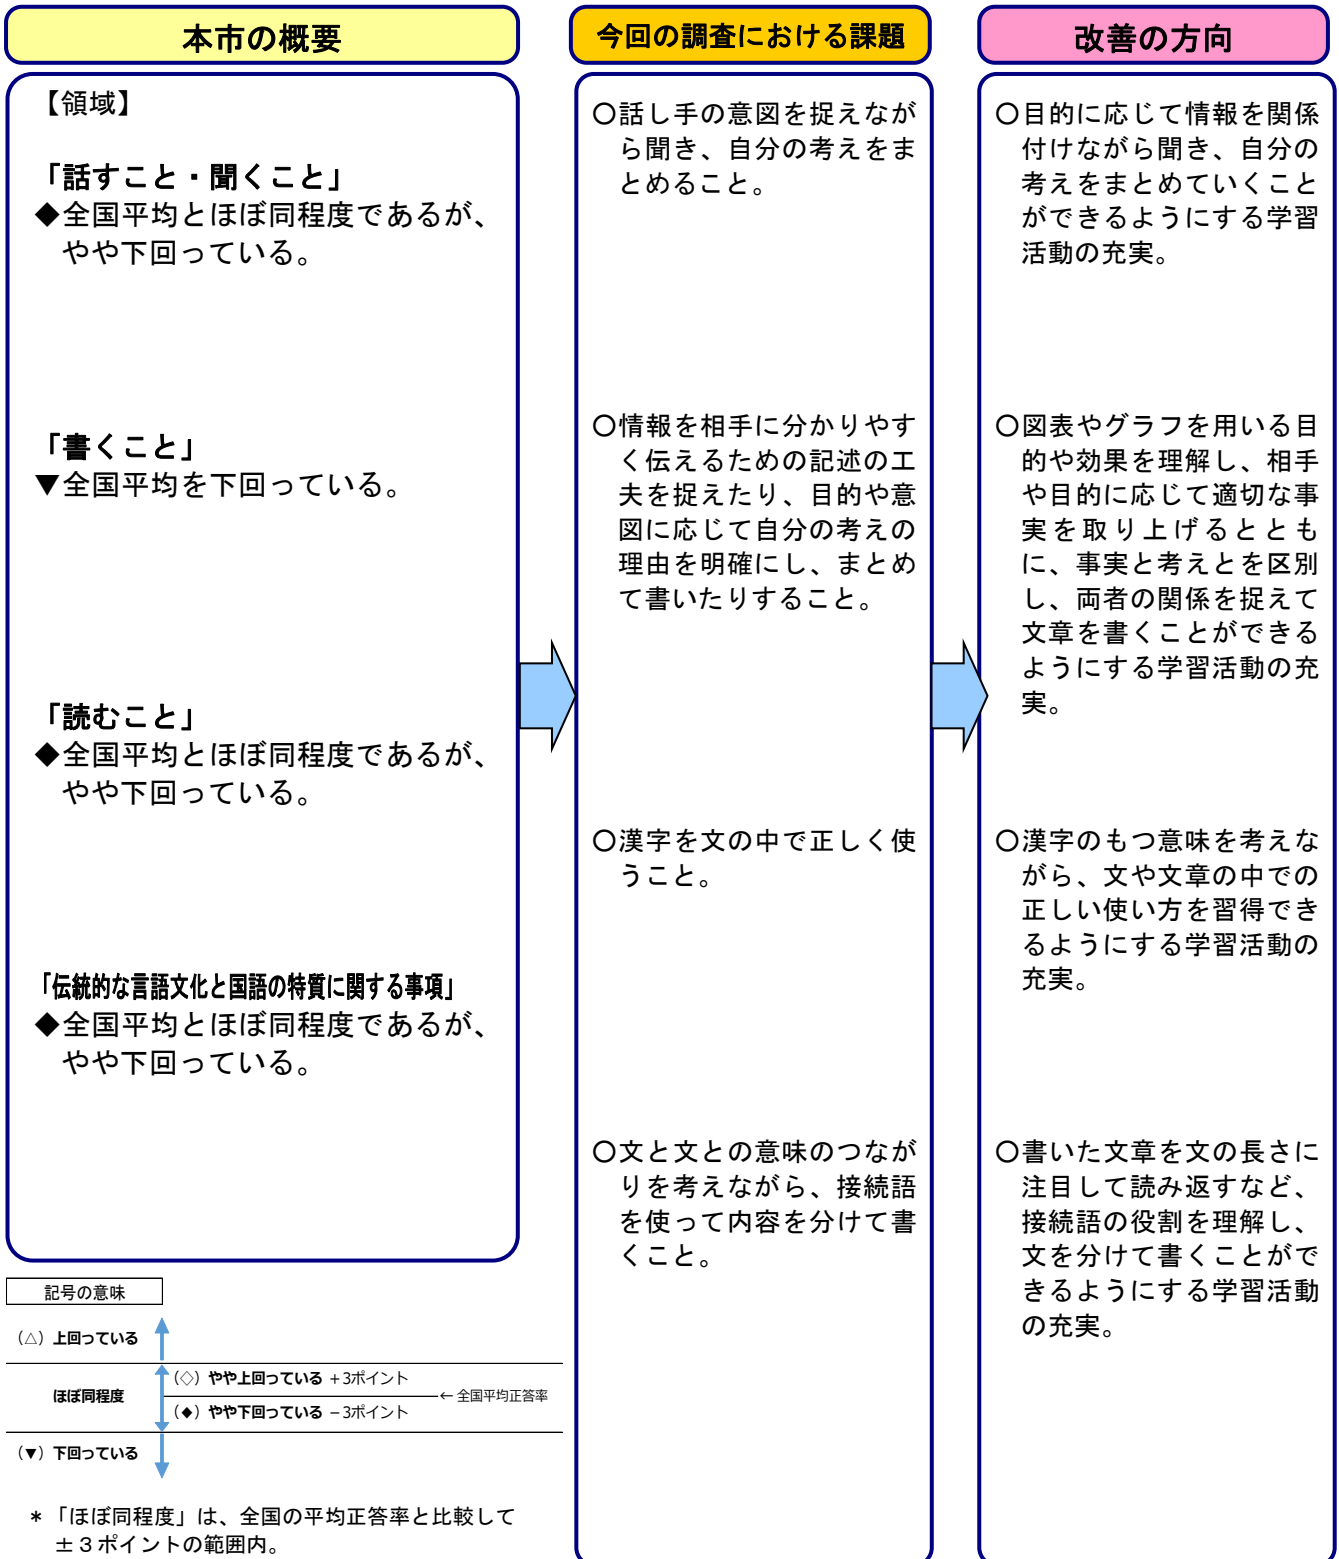 本市の概要
【領域】
「話すこと・聞くこと」
◆全国平均とほぼ同程度であるが、
やや下回っている。
「書くこと」
▼全国平均を下回っている。
「読むこと」
◆全国平均とほぼ同程度であるが、
やや下回っている。
「伝統的な言語文化と国語の特質に関する事項」
◆全国平均とほぼ同程度であるが、
やや下回っている。
記号の意味
（△）上回っている
ほぼ同程度
（◇）やや上回っている ＋3ポイント
← 全国平均正答率
（◆）やや下回っている －3ポイント
（▼）下回っている
＊「ほぼ同程度」は、全国の平均正答率と比較して
±３ポイントの範囲内。
今回の調査における課題
○話し手の意図を捉えなが
ら聞き、自分の考えをま
とめること。
○情報を相手に分かりやす
く伝えるための記述の工
夫を捉えたり、目的や意
図に応じて自分の考えの
理由を明確にし、まとめ
て書いたりすること。
○漢字を文の中で正しく使
うこと。
○文と文との意味のつなが
りを考えながら、接続語
を使って内容を分けて書
くこと。
改善の方向
○目的に応じて情報を関係
付けながら聞き、自分の
考えをまとめていくこと
ができるようにする学習
活動の充実。
○図表やグラフを用いる目
的や効果を理解し、相手
や目的に応じて適切な事
実を取り上げるととも
に、事実と考えとを区別
し、両者の関係を捉えて
文章を書くことができる
ようにする学習活動の充
実。
○漢字のもつ意味を考えな
がら、文や文章の中での
正しい使い方を習得でき
るようにする学習活動の
充実。
○書いた文章を文の長さに
注目して読み返すなど、
接続語の役割を理解し、
文を分けて書くことがで
きるようにする学習活動
の充実。